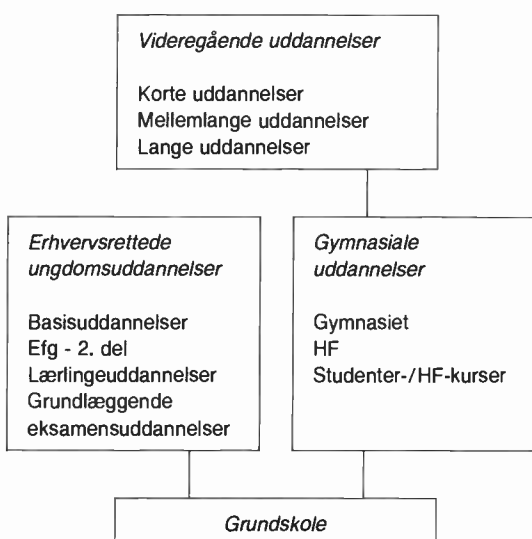 Videregående uddannelser
Korte uddannelser
Mellemlange uddannelser
Lange uddannelser
Erhvervsrettede
ungdomsuddannelser
Basisuddannelser
Efg - 2. del
Lærlingeuddannelser
Grundlæggende
eksamensuddannelser
Gymnasiale
uddannelser
Gymnasiet
HF
Studenter-/HF-kurser
Grundskole